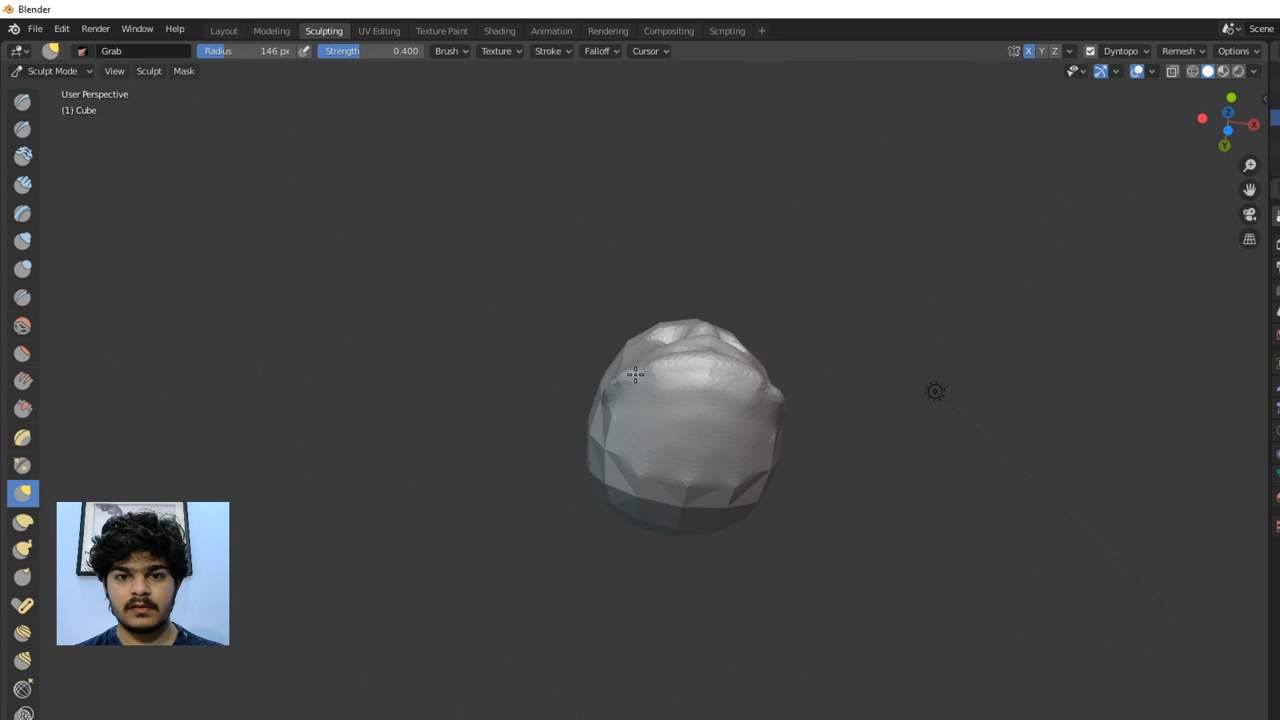 Blender
File Edit Render Window Help Layout Modeling Sculpting UV Editing Texture Paint Shading Animation Rendering Compositing Scripting + Scene
Grab Radius 146 px Strength 0.400 Brush Texture Stroke Falloff Cursor X Y Z Dyntopo Remesh Options
Sculpt Mode View Sculpt Mask
User Perspective
(1) Cube
Z
X
Y